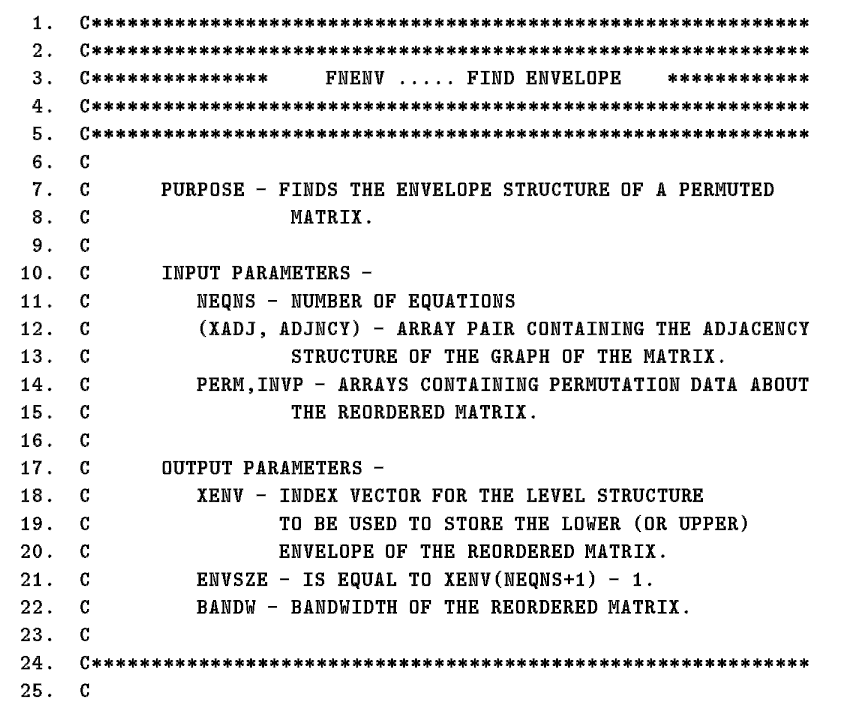 1. C*************************************************************
2. C*************************************************************
3. C*************** FNENV ..... FIND ENVELOPE ************
4. C*************************************************************
5. C*************************************************************
6. C
7. C PURPOSE - FINDS THE ENVELOPE STRUCTURE OF A PERMUTED
8. C MATRIX.
9. C
10. C INPUT PARAMETERS -
11. C NEQNS - NUMBER OF EQUATIONS
12. C (XADJ, ADJNCY) - ARRAY PAIR CONTAINING THE ADJACENCY
13. C STRUCTURE OF THE GRAPH OF THE MATRIX.
14. C PERM,INVP - ARRAYS CONTAINING PERMUTATION DATA ABOUT
15. C THE REORDERED MATRIX.
16. C
17. C OUTPUT PARAMETERS -
18. C XENV - INDEX VECTOR FOR THE LEVEL STRUCTURE
19. C TO BE USED TO STORE THE LOWER (OR UPPER)
20. C ENVELOPE OF THE REORDERED MATRIX.
21. C ENVSZE - IS EQUAL TO XENV(NEQNS+1) - 1.
22. C BANDW - BANDWIDTH OF THE REORDERED MATRIX.
23. C
24. C*************************************************************
25. C